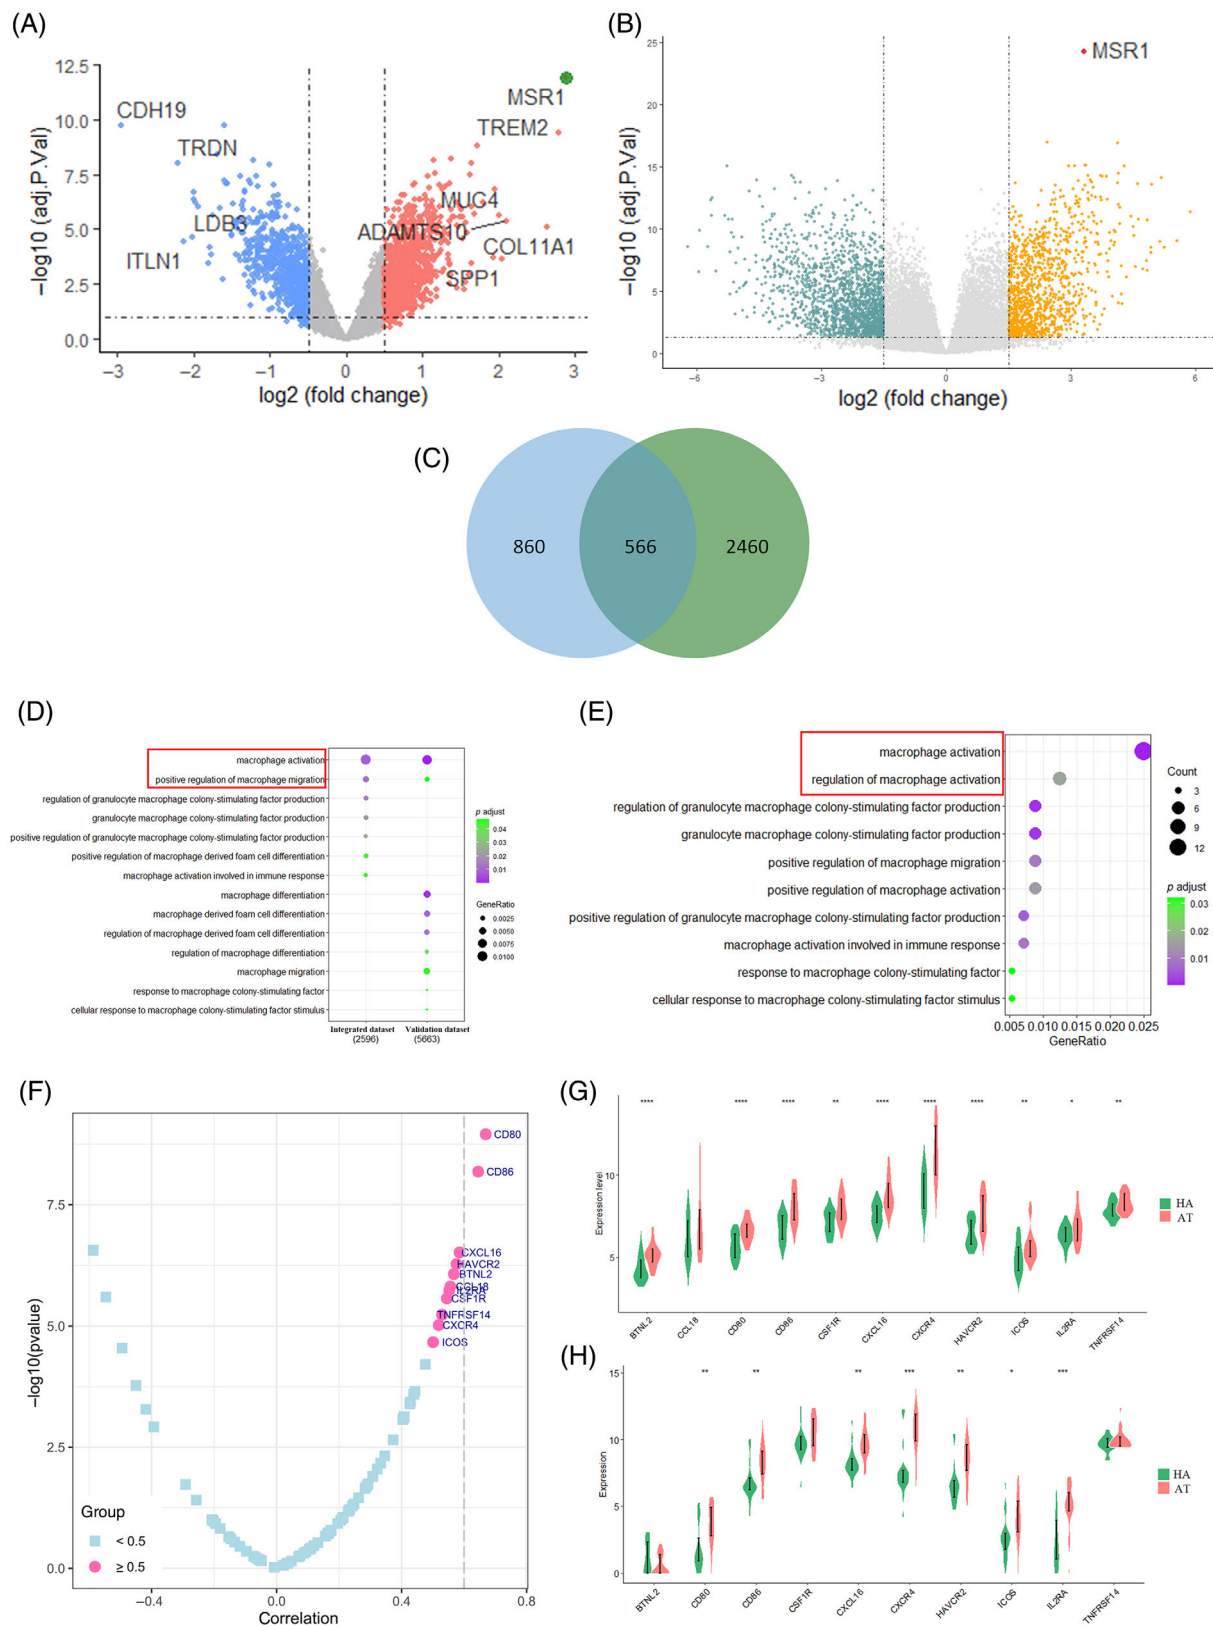 (A)
12.5
10.0
7.5
5.0
2.5
0.0
−log10 (adj.P.Val)
CDH19
TRDN
LDB3
ITLN1
MSR1
TREM2
MUC4
ADAMTS10
COL11A1
SPP1
−3 −2 −1 0 1 2 3
log2 (fold change)
(B)
25
20
15
10
5
0
−log10 (adj.P.Val)
MSR1
−6 −3 0 3 6
log2 (fold change)
(C)
860 566 2460
(D)
macrophage activation
positive regulation of macrophage migration
regulation of granulocyte macrophage colony-stimulating factor production
granulocyte macrophage colony-stimulating factor production
positive regulation of granulocyte macrophage colony-stimulating factor production
positive regulation of macrophage derived foam cell differentiation
macrophage activation involved in immune response
macrophage differentiation
macrophage derived foam cell differentiation
regulation of macrophage derived foam cell differentiation
regulation of macrophage differentiation
macrophage migration
response to macrophage colony-stimulating factor
cellular response to macrophage colony-stimulating factor stimulus
Integrated dataset Validation dataset
(2596) (5663)
p adjust
0.04
0.03
0.02
0.01
GeneRatio
0.0025
0.0050
0.0075
0.0100
(E)
macrophage activation
regulation of macrophage activation
regulation of granulocyte macrophage colony-stimulating factor production
granulocyte macrophage colony-stimulating factor production
positive regulation of macrophage migration
positive regulation of macrophage activation
positive regulation of granulocyte macrophage colony-stimulating factor production
macrophage activation involved in immune response
response to macrophage colony-stimulating factor
cellular response to macrophage colony-stimulating factor stimulus
0.005 0.010 0.015 0.020 0.025
GeneRatio
Count
3
6
9
12
p adjust
0.03
0.02
0.01
(F)
7.5
5.0
2.5
0.0
−log10(pvalue)
CD80
CD86
CXCL16
HAVCR2
BTNL2
CCL18
IL2RA
CSF1R
TNFRSF14
CXCR4
ICOS
Group
< 0.5
≥ 0.5
−0.4 0.0 0.4 0.8
Correlation
(G)
**** **** **** ** **** **** **** ** * **
10
5
Expression level
BTNL2 CCL18 CD80 CD86 CSF1R CXCL16 CXCR4 HAVCR2 ICOS IL2RA TNFRSF14
HA
AT
(H)
** ** ** *** ** * ***
15
10
5
0
Expression
BTNL2 CD80 CD86 CSF1R CXCL16 CXCR4 HAVCR2 ICOS IL2RA TNFRSF14
HA
AT